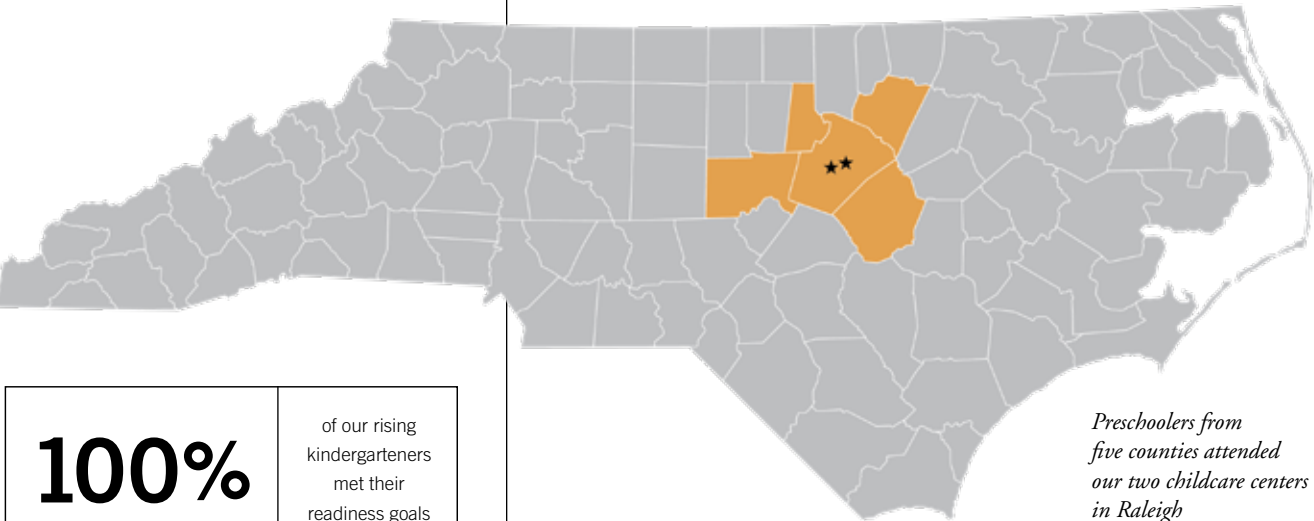 100%
of our rising
kindergarteners
met their
readiness goals
Preschoolers from
five counties attended
our two childcare centers
in Raleigh